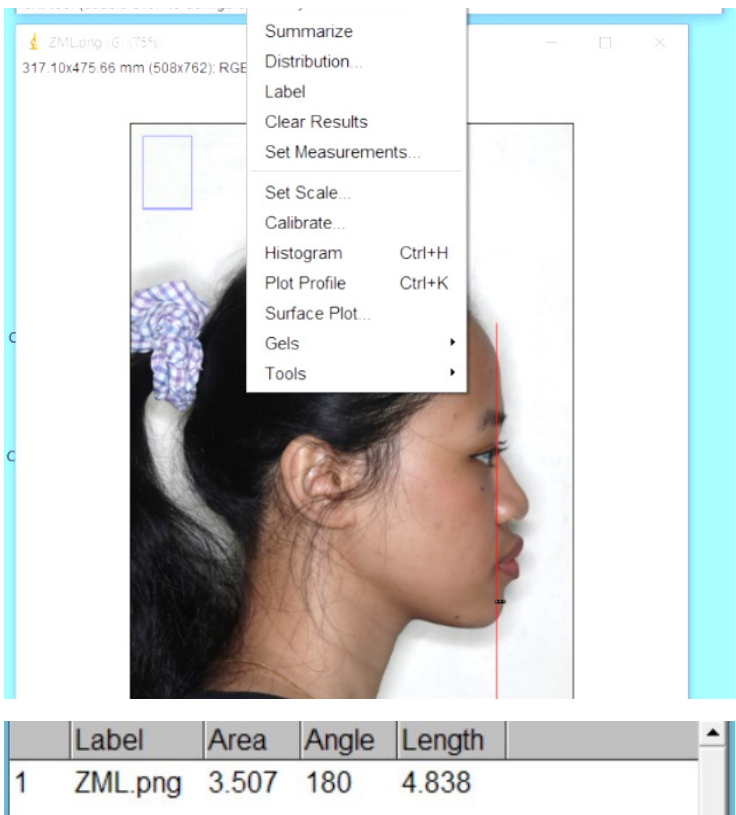 ZML.png (G) (75%)
317.10x475.66 mm (508x762); RGB
Summarize
Distribution...
Label
Clear Results
Set Measurements...
Set Scale...
Calibrate...
Histogram Ctrl+H
Plot Profile Ctrl+K
Surface Plot...
Gels
Tools
Label Area Angle Length
1 ZML.png 3.507 180 4.838